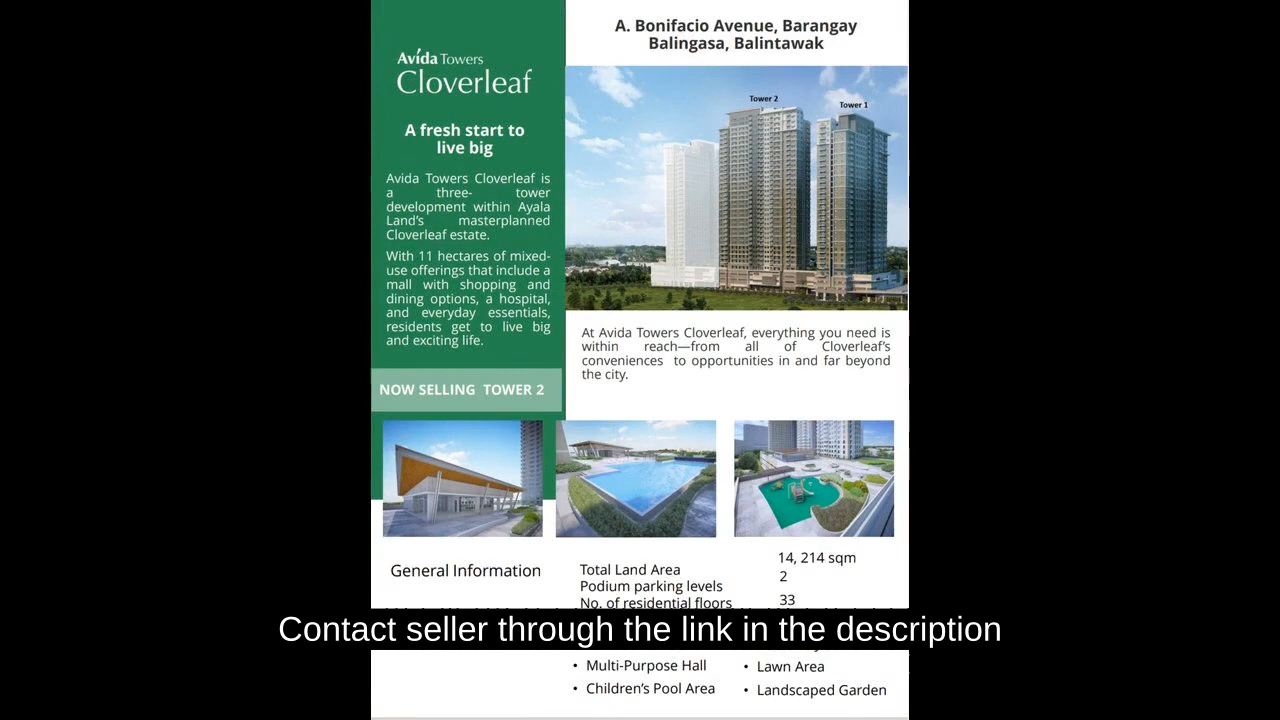 Avida Towers
Cloverleaf
A fresh start to
live big
Avida Towers Cloverleaf is
a three- tower
development within Ayala
Land's masterplanned
Cloverleaf estate.
With 11 hectares of mixed-
use offerings that include a
mall with shopping and
dining options, a hospital,
and everyday essentials,
residents get to live big
and exciting life.
NOW SELLING TOWER 2
A. Bonifacio Avenue, Barangay
Balingasa, Balintawak
Tower 2
Tower 1
At Avida Towers Cloverleaf, everything you need is
within reach—from all of Cloverleaf's
conveniences to opportunities in and far beyond
the city.
General Information
Total Land Area 14, 214 sqm
Podium parking levels 2
No. of residential floors 33
Contact seller through the link in the description
• Multi-Purpose Hall
• Children's Pool Area
• Lawn Area
• Landscaped Garden